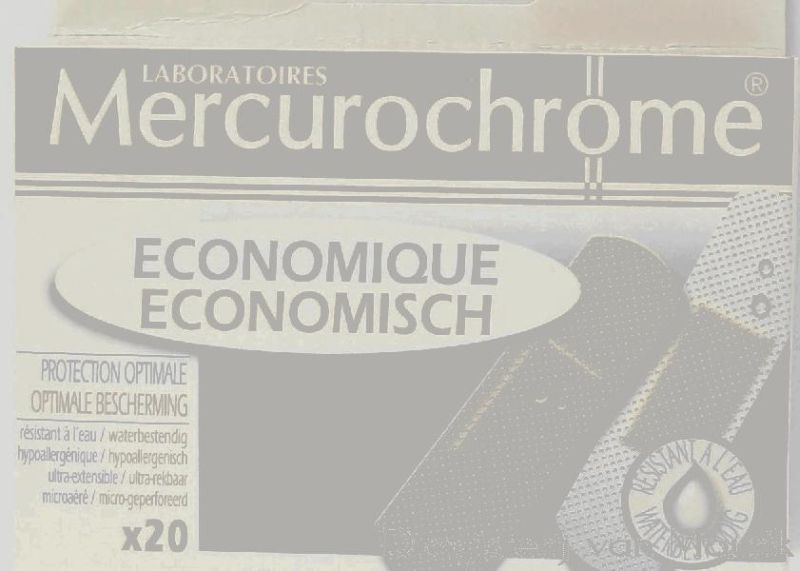 LABORATOIRES
Mercurochrome®
ECONOMIQUE
ECONOMISCH
PROTECTION OPTIMALE
OPTIMALE BESCHERMING
résistant à l'eau / waterbestendig
hypoallergénique / hypoallergenisch
ultra-extensible / ultra-rekbaar
microaéré / micro-geperforeerd
x20
RÉSISTANT À L'EAU
WATERBESTENDIG